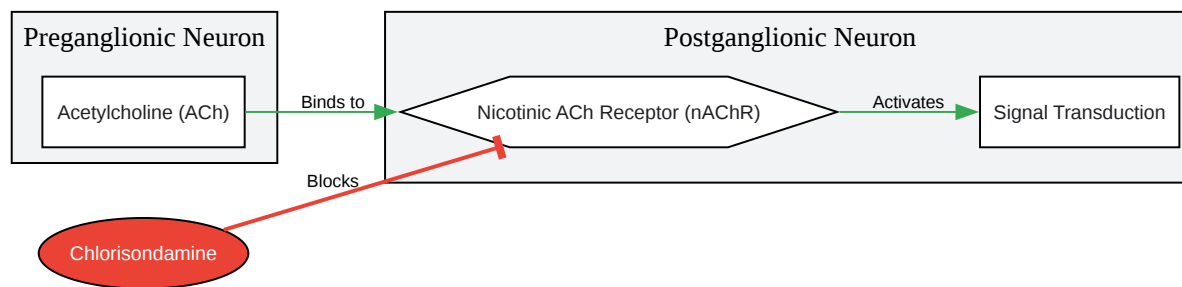 Preganglionic Neuron
Postganglionic Neuron
Acetylcholine (ACh)
Binds to
Nicotinic ACh Receptor (nAChR)
Activates
Signal Transduction
Blocks
Chlorisondamine